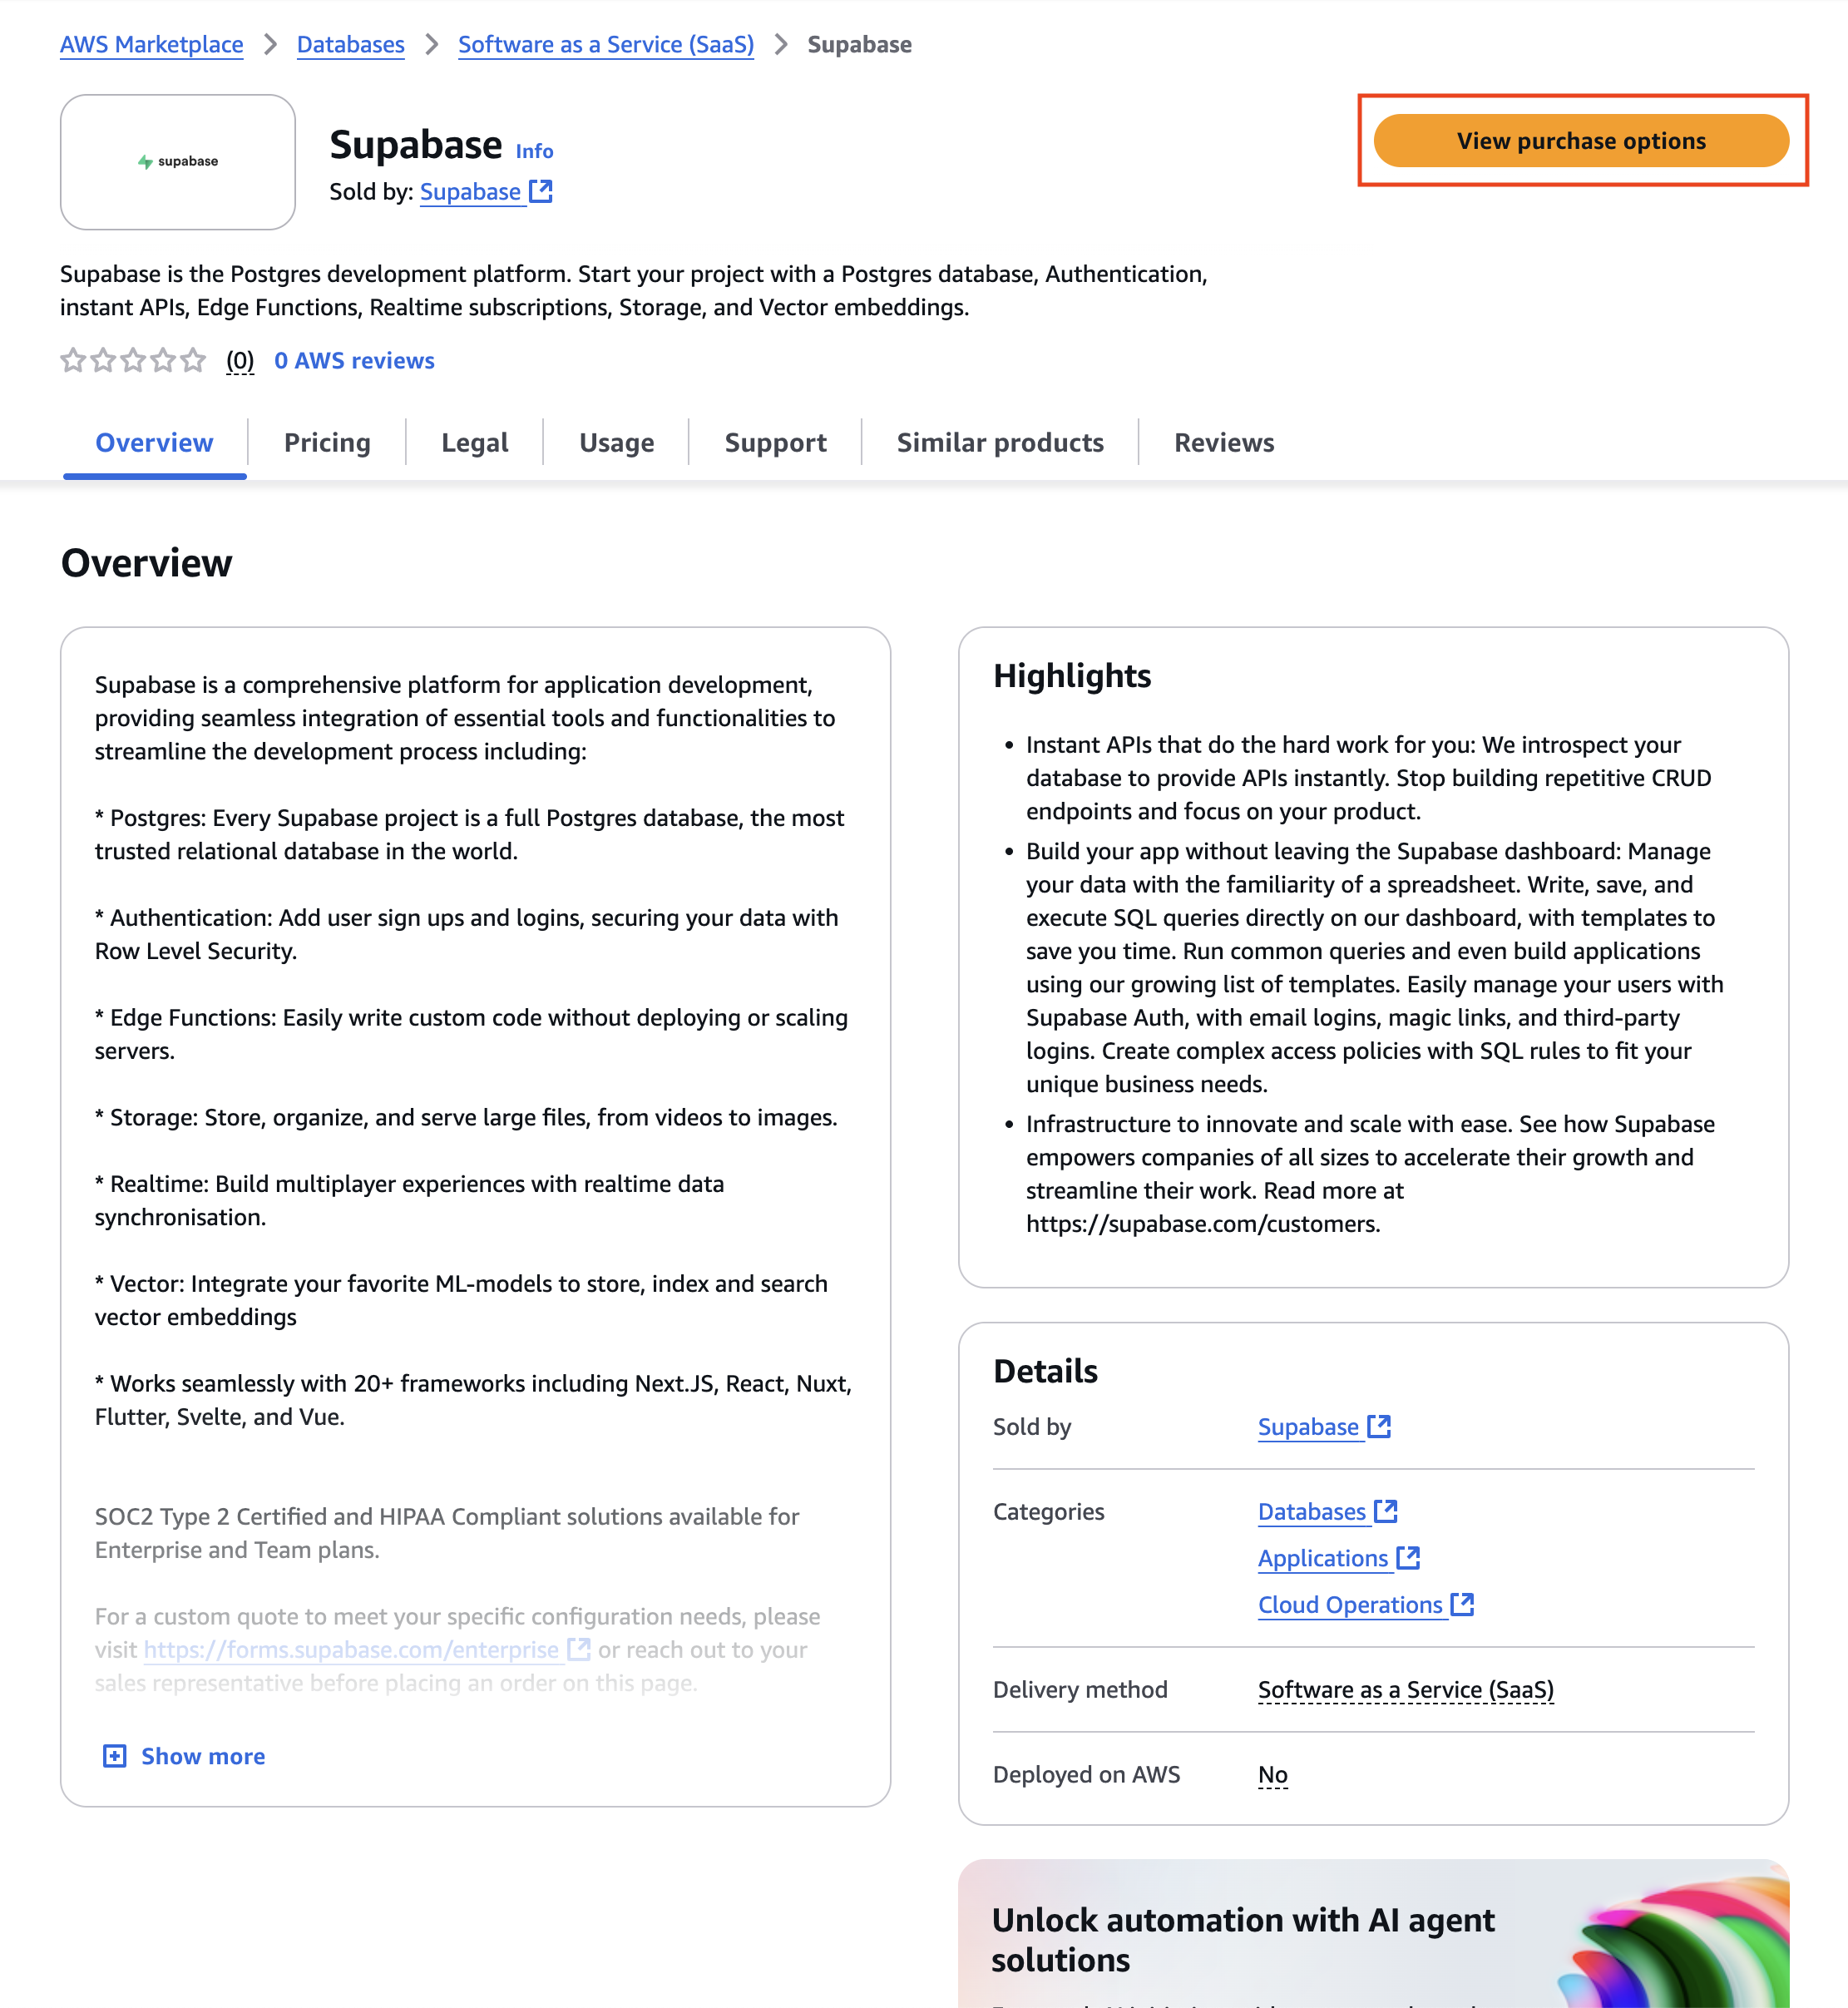 AWS Marketplace > Databases > Software as a Service (SaaS) > Supabase
supabase
Supabase Info
Sold by: Supabase
View purchase options
Supabase is the Postgres development platform. Start your project with a Postgres database, Authentication,
instant APIs, Edge Functions, Realtime subscriptions, Storage, and Vector embeddings.
(0) 0 AWS reviews
Overview Pricing Legal Usage Support Similar products Reviews
Overview
Supabase is a comprehensive platform for application development,
providing seamless integration of essential tools and functionalities to
streamline the development process including:
* Postgres: Every Supabase project is a full Postgres database, the most
trusted relational database in the world.
* Authentication: Add user sign ups and logins, securing your data with
Row Level Security.
* Edge Functions: Easily write custom code without deploying or scaling
servers.
* Storage: Store, organize, and serve large files, from videos to images.
* Realtime: Build multiplayer experiences with realtime data
synchronisation.
* Vector: Integrate your favorite ML-models to store, index and search
vector embeddings
* Works seamlessly with 20+ frameworks including Next.JS, React, Nuxt,
Flutter, Svelte, and Vue.
SOC2 Type 2 Certified and HIPAA Compliant solutions available for
Enterprise and Team plans.
For a custom quote to meet your specific configuration needs, please
visit https://forms.supabase.com/enterprise or reach out to your
sales representative before placing an order on this page.
Show more
Highlights
• Instant APIs that do the hard work for you: We introspect your
database to provide APIs instantly. Stop building repetitive CRUD
endpoints and focus on your product.
• Build your app without leaving the Supabase dashboard: Manage
your data with the familiarity of a spreadsheet. Write, save, and
execute SQL queries directly on our dashboard, with templates to
save you time. Run common queries and even build applications
using our growing list of templates. Easily manage your users with
Supabase Auth, with email logins, magic links, and third-party
logins. Create complex access policies with SQL rules to fit your
unique business needs.
• Infrastructure to innovate and scale with ease. See how Supabase
empowers companies of all sizes to accelerate their growth and
streamline their work. Read more at
https://supabase.com/customers.
Details
Sold by Supabase
Categories Databases
Applications
Cloud Operations
Delivery method Software as a Service (SaaS)
Deployed on AWS No
Unlock automation with AI agent
solutions